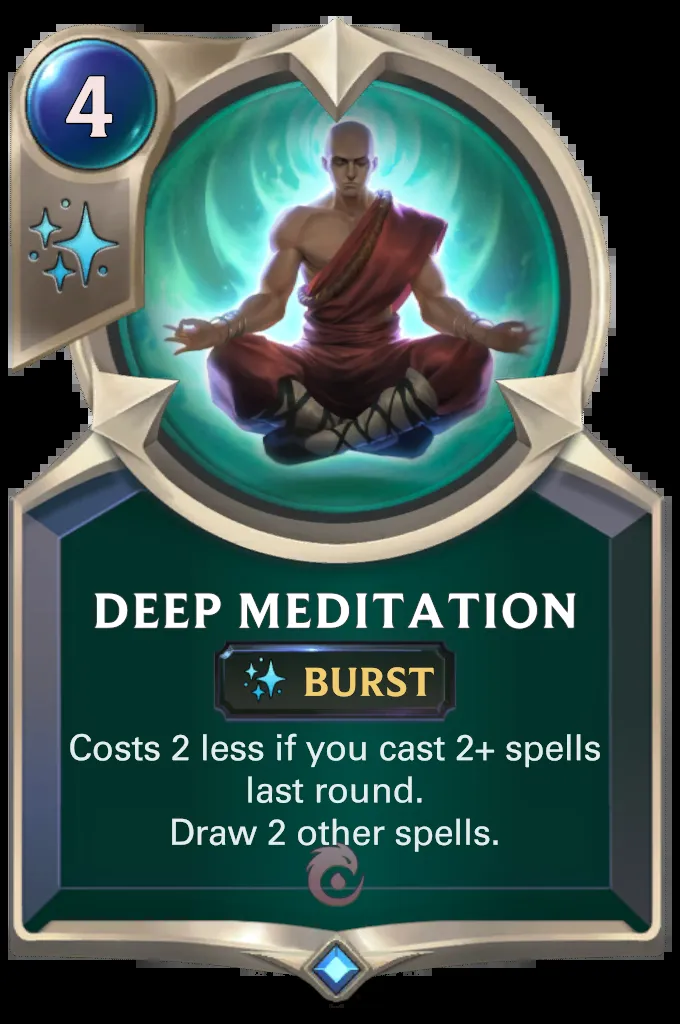 4
DEEP MEDITATION
BURST
Costs 2 less if you cast 2+ spells
last round.
Draw 2 other spells.